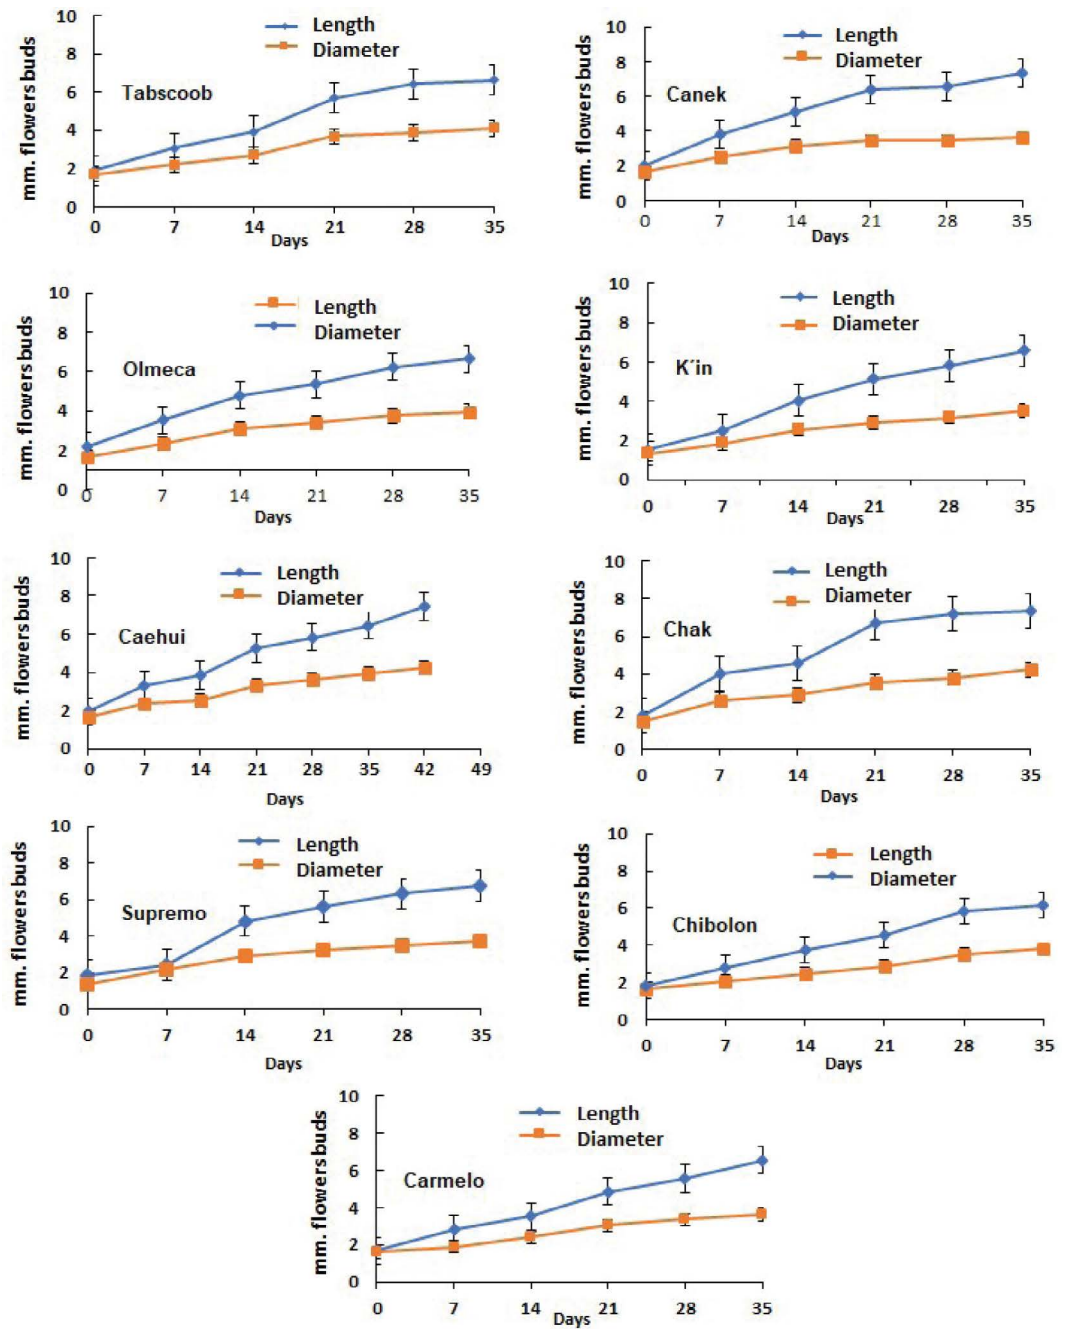 mm. flowers buds
10
8
6
4
2
0
Length
Diameter
Tabscoob
0 7 14 21 28 35
Days
mm. flowers buds
10
8
6
4
2
0
Length
Diameter
Canek
0 7 14 21 28 35
Days
mm. flowers buds
10
8
6
4
2
0
Length
Diameter
Olmeca
0 7 14 21 28 35
Days
mm. flowers buds
10
8
6
4
2
0
Length
Diameter
K´in
0 7 14 21 28 35
Days
mm. flowers buds
10
8
6
4
2
0
Length
Diameter
Caehui
0 7 14 21 28 35 42 49
Days
mm. flowers buds
10
8
6
4
2
0
Length
Diameter
Chak
0 7 14 21 28 35
Days
mm. flowers buds
10
8
6
4
2
0
Length
Diameter
Supremo
0 7 14 21 28 35
Days
mm. flowers buds
10
8
6
4
2
0
Length
Diameter
Chibolon
0 7 14 21 28 35
Days
mm. flowers buds
10
8
6
4
2
0
Length
Diameter
Carmelo
0 7 14 21 28 35
Days